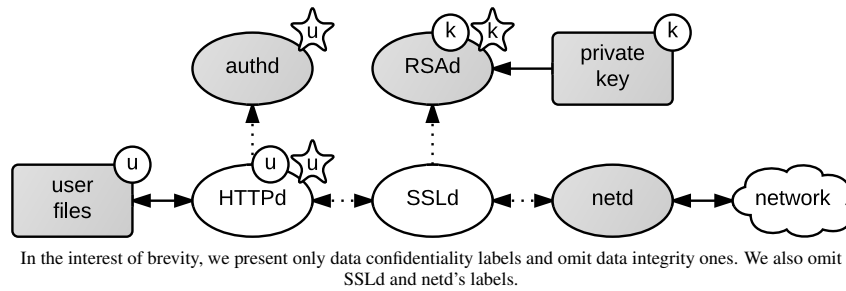 u
k
k
k
authd
RSAd
private
key
u
u
u
user
files
HTTPd
SSLd
netd
network
In the interest of brevity, we present only data confidentiality labels and omit data integrity ones. We also omit
SSLd and netd's labels.